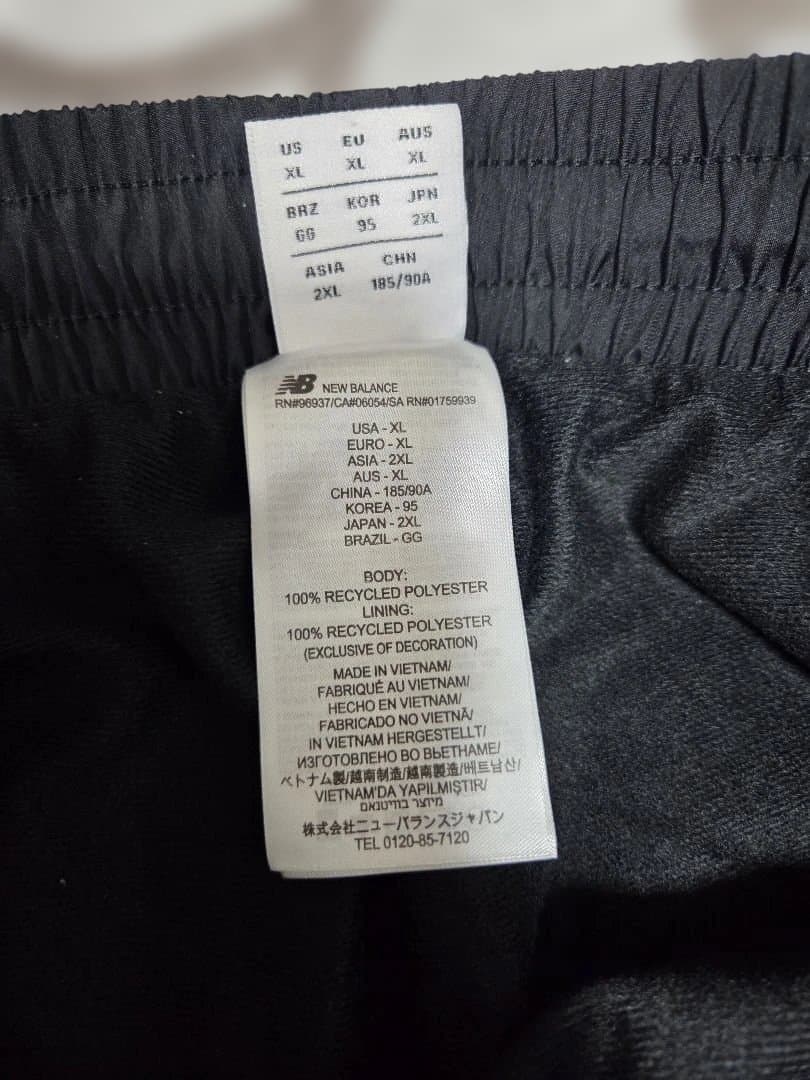 US EU AUS
XL XL XL
BRZ KOR JPN
GG 95 2XL
ASIA CHN
2XL 185/90A
NB NEW BALANCE
RN#96937/CA#06054/SA RN#01759939
USA - XL
EURO - XL
ASIA - 2XL
AUS - XL
CHINA - 185/90A
KOREA - 95
JAPAN - 2XL
BRAZIL - GG
BODY:
100% RECYCLED POLYESTER
LINING:
100% RECYCLED POLYESTER
(EXCLUSIVE OF DECORATION)
MADE IN VIETNAM/
FABRIQUÉ AU VIETNAM/
HECHO EN VIETNAM/
FABRICADO NO VIETNÃ/
IN VIETNAM HERGESTELLT/
ИЗГОТОВЛЕНО ВО ВЬЕТНАМЕ/
ベトナム製/越南制造/越南製造/베트남산/
VIETNAM'DA YAPILMIŞTIR/
מיוצר בווייטנאם
株式会社ニューバランスジャパン
TEL 0120-85-7120